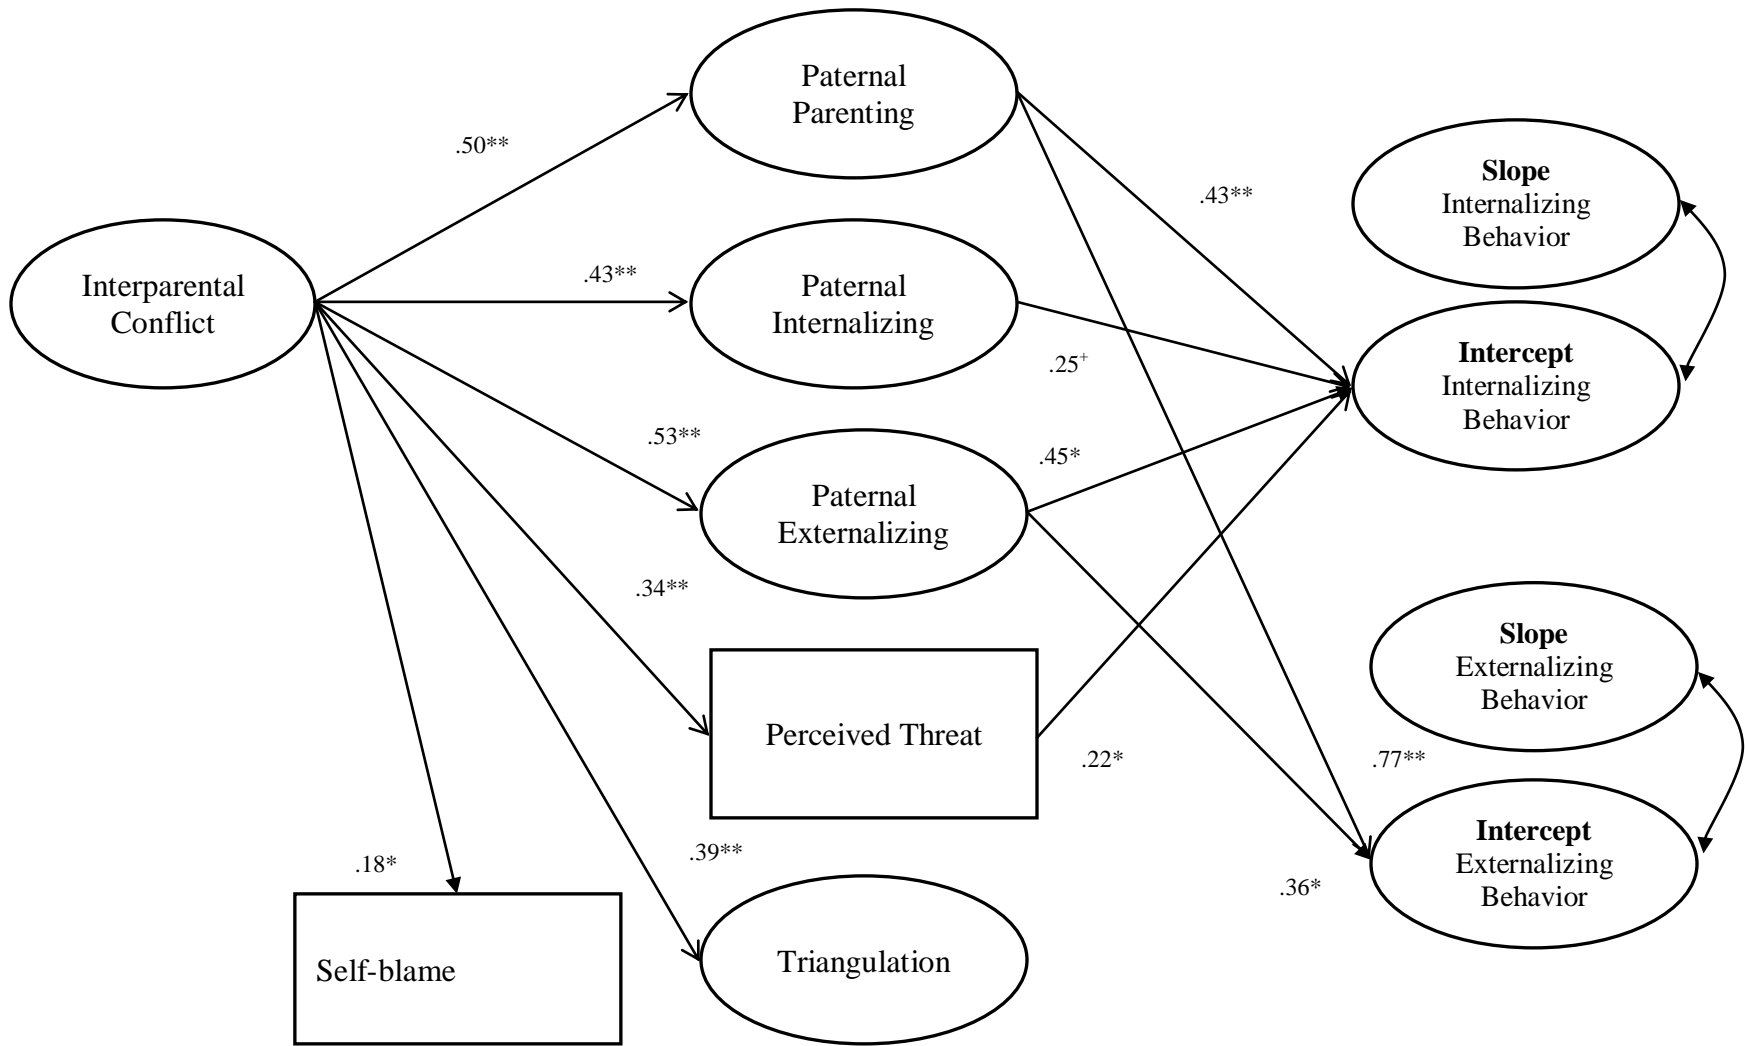 Paternal
Parenting
.50**
.43**
Slope
Internalizing
Behavior
Interparental
Conflict
.43**
Paternal
Internalizing
.25+
Intercept
Internalizing
Behavior
.53**
.45*
Paternal
Externalizing
.34**
Slope
Externalizing
Behavior
Perceived Threat
.22*
.77**
.18*
.39**
.36*
Intercept
Externalizing
Behavior
Self-blame
Triangulation